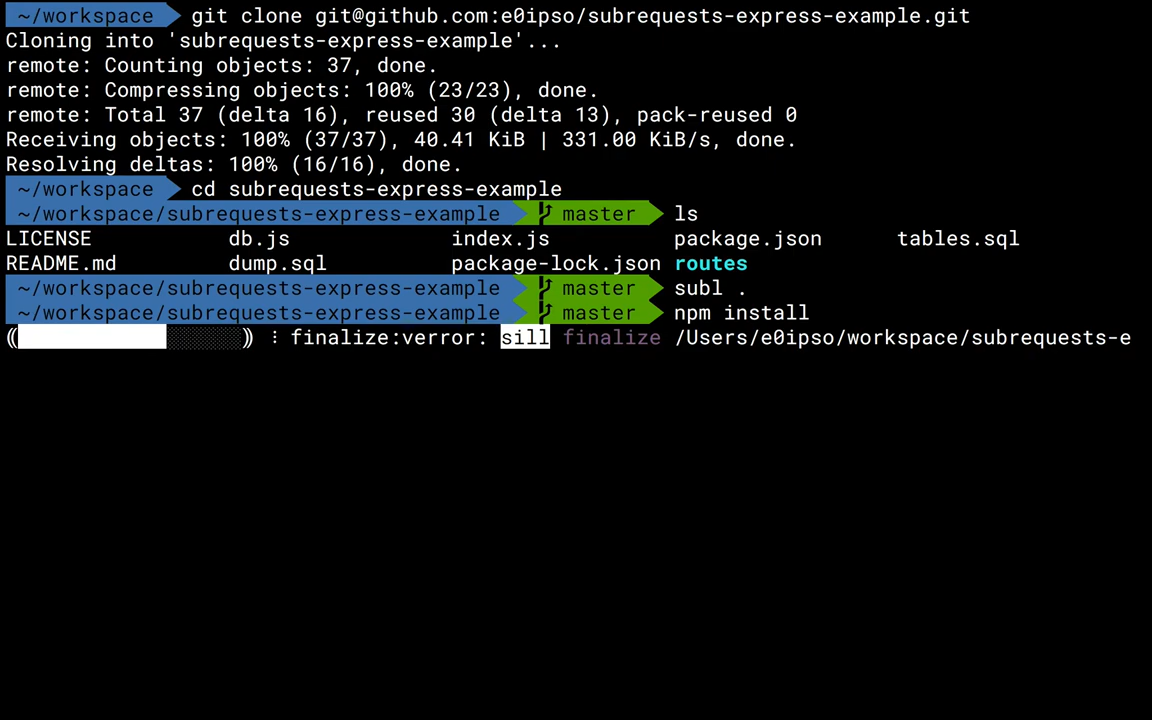 ~/workspace git clone git@github.com:e0ipso/subrequests-express-example.git
Cloning into 'subrequests-express-example'...
remote: Counting objects: 37, done.
remote: Compressing objects: 100% (23/23), done.
remote: Total 37 (delta 16), reused 30 (delta 13), pack-reused 0
Receiving objects: 100% (37/37), 40.41 KiB | 331.00 KiB/s, done.
Resolving deltas: 100% (16/16), done.
~/workspace cd subrequests-express-example
~/workspace/subrequests-express-example master ls
LICENSE db.js index.js package.json tables.sql
README.md dump.sql package-lock.json routes
~/workspace/subrequests-express-example master subl .
~/workspace/subrequests-express-example master npm install
⸨░░⸩ ⠸ finalize:verror: sill finalize /Users/e0ipso/workspace/subrequests-e